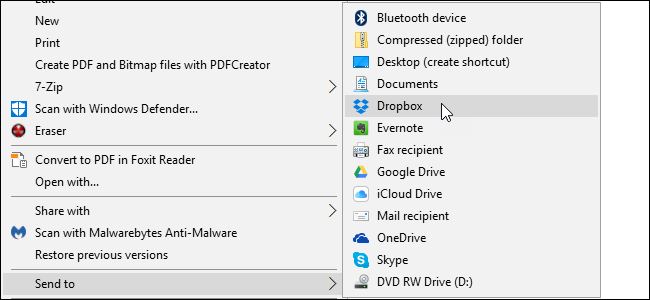 Edit
New
Print
Create PDF and Bitmap files with PDFCreator
7-Zip
Scan with Windows Defender...
Eraser
Convert to PDF in Foxit Reader
Open with...
Share with
Scan with Malwarebytes Anti-Malware
Restore previous versions
Send to
Bluetooth device
Compressed (zipped) folder
Desktop (create shortcut)
Documents
Dropbox
Evernote
Fax recipient
Google Drive
iCloud Drive
Mail recipient
OneDrive
Skype
DVD RW Drive (D:)